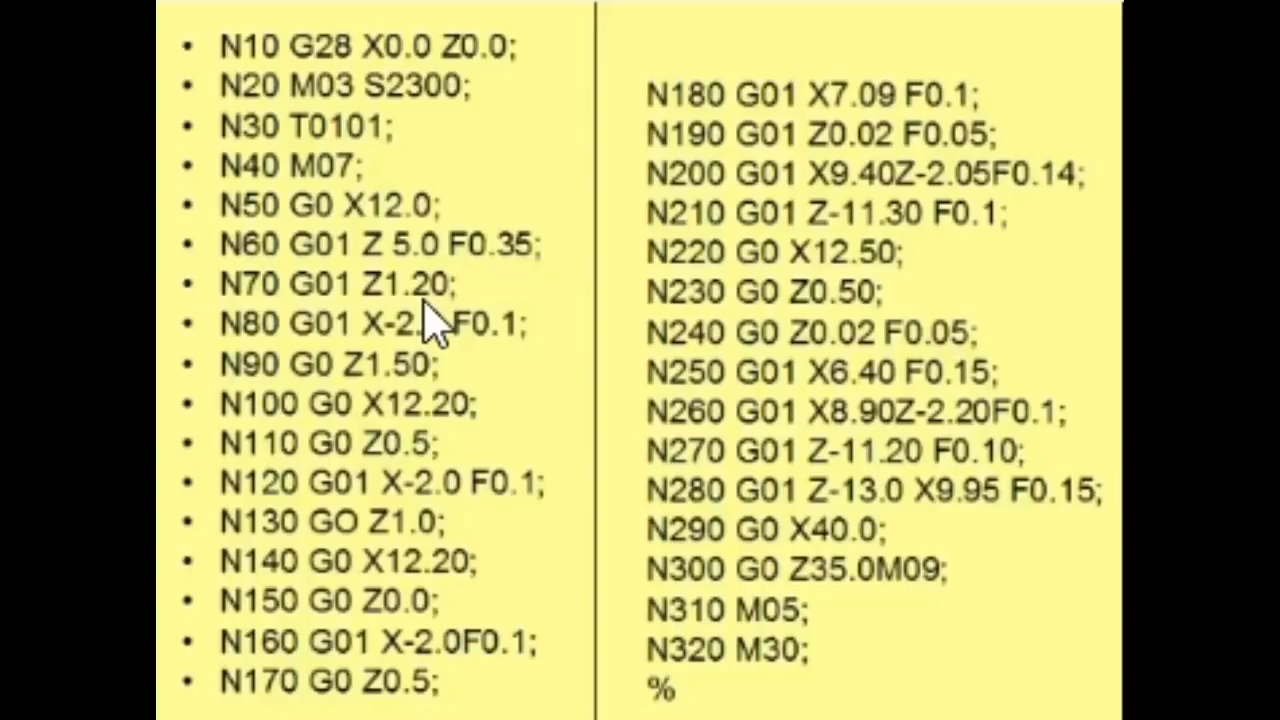 • N10 G28 X0.0 Z0.0;
• N20 M03 S2300;
• N30 T0101;
• N40 M07;
• N50 G0 X12.0;
• N60 G01 Z 5.0 F0.35;
• N70 G01 Z1.20;
• N80 G01 X-2. F0.1;
• N90 G0 Z1.50;
• N100 G0 X12.20;
• N110 G0 Z0.5;
• N120 G01 X-2.0 F0.1;
• N130 GO Z1.0;
• N140 G0 X12.20;
• N150 G0 Z0.0;
• N160 G01 X-2.0F0.1;
• N170 G0 Z0.5;
N180 G01 X7.09 F0.1;
N190 G01 Z0.02 F0.05;
N200 G01 X9.40Z-2.05F0.14;
N210 G01 Z-11.30 F0.1;
N220 G0 X12.50;
N230 G0 Z0.50;
N240 G0 Z0.02 F0.05;
N250 G01 X6.40 F0.15;
N260 G01 X8.90Z-2.20F0.1;
N270 G01 Z-11.20 F0.10;
N280 G01 Z-13.0 X9.95 F0.15;
N290 G0 X40.0;
N300 G0 Z35.0M09;
N310 M05;
N320 M30;
%